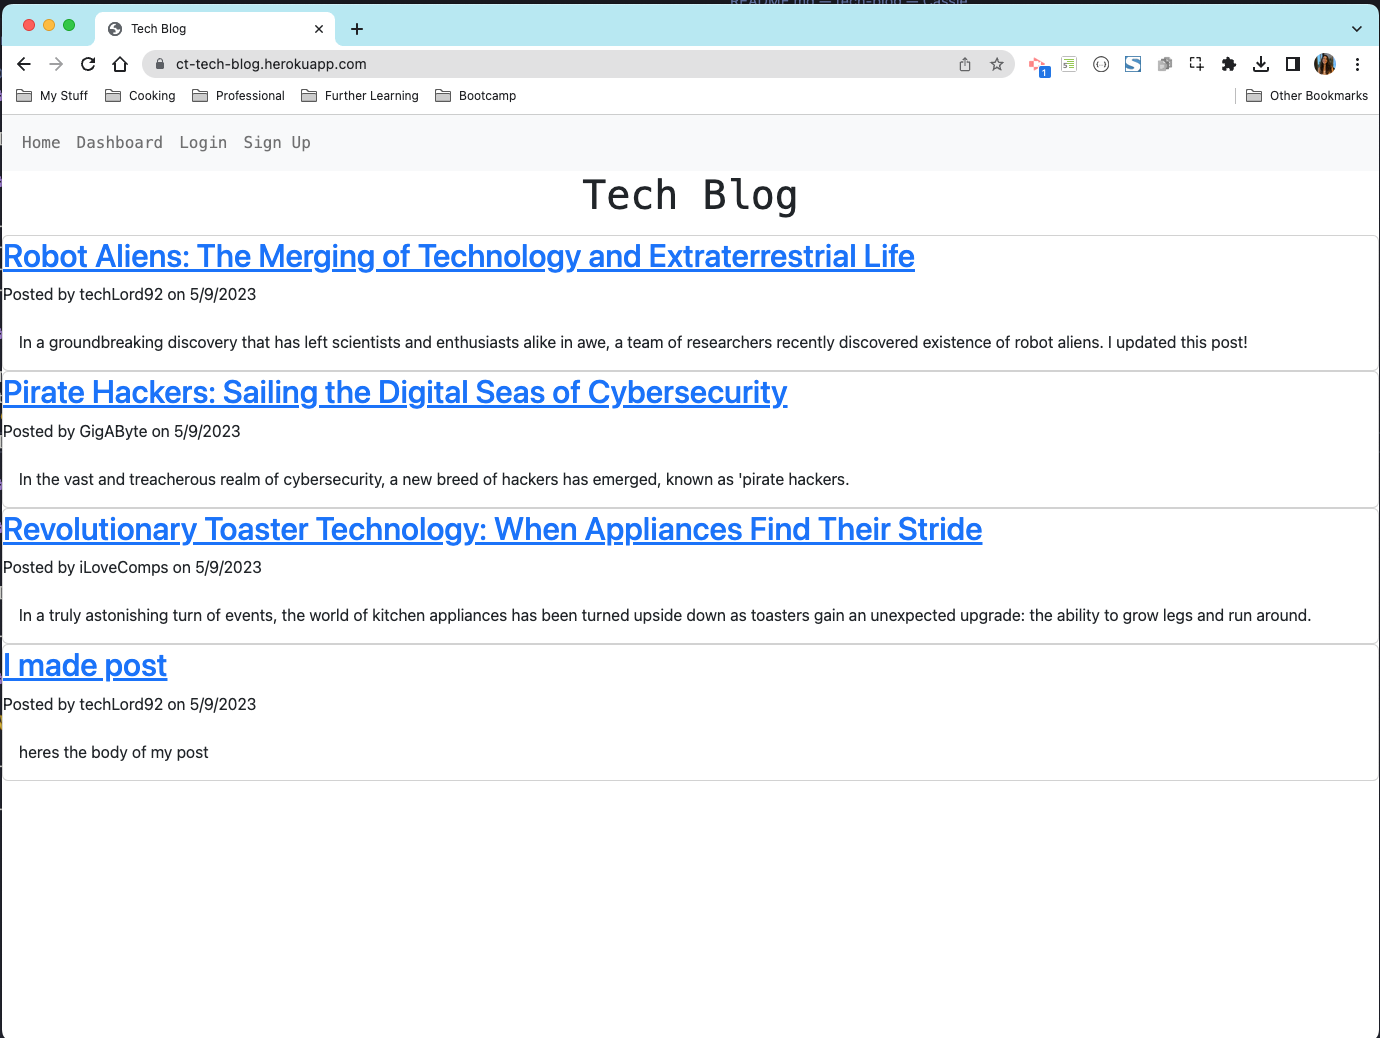 README.md — tech-blog — Cassie
Tech Blog
ct-tech-blog.herokuapp.com
1
My Stuff
Cooking
Professional
Further Learning
Bootcamp
Other Bookmarks
Home
Dashboard
Login
Sign Up
Tech Blog
Robot Aliens: The Merging of Technology and Extraterrestrial Life
Posted by techLord92 on 5/9/2023
In a groundbreaking discovery that has left scientists and enthusiasts alike in awe, a team of researchers recently discovered existence of robot aliens. I updated this post!
Pirate Hackers: Sailing the Digital Seas of Cybersecurity
Posted by GigAByte on 5/9/2023
In the vast and treacherous realm of cybersecurity, a new breed of hackers has emerged, known as 'pirate hackers.
Revolutionary Toaster Technology: When Appliances Find Their Stride
Posted by iLoveComps on 5/9/2023
In a truly astonishing turn of events, the world of kitchen appliances has been turned upside down as toasters gain an unexpected upgrade: the ability to grow legs and run around.
I made post
Posted by techLord92 on 5/9/2023
heres the body of my post